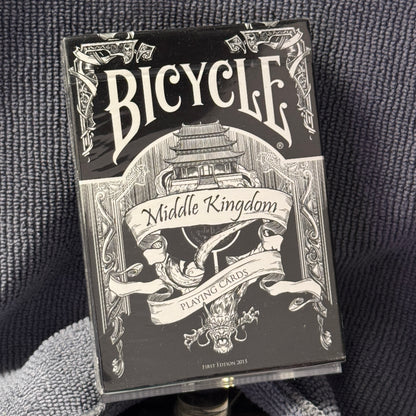 BICYCLE®
Middle Kingdom
PLAYING CARDS
FIRST EDITION 2015